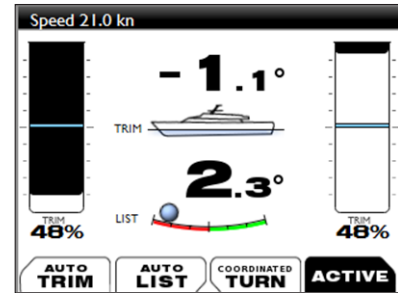 Speed 21.0 kn
- 1.1°
TRIM
2.3°
LIST
TRIM
48%
TRIM
48%
AUTO
TRIM
AUTO
LIST
COORDINATED
TURN
ACTIVE